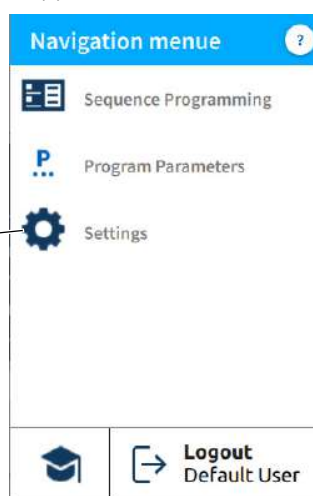 Navigation menue ?
Sequence Programming
P
Program Parameters
Settings
Logout
Default User